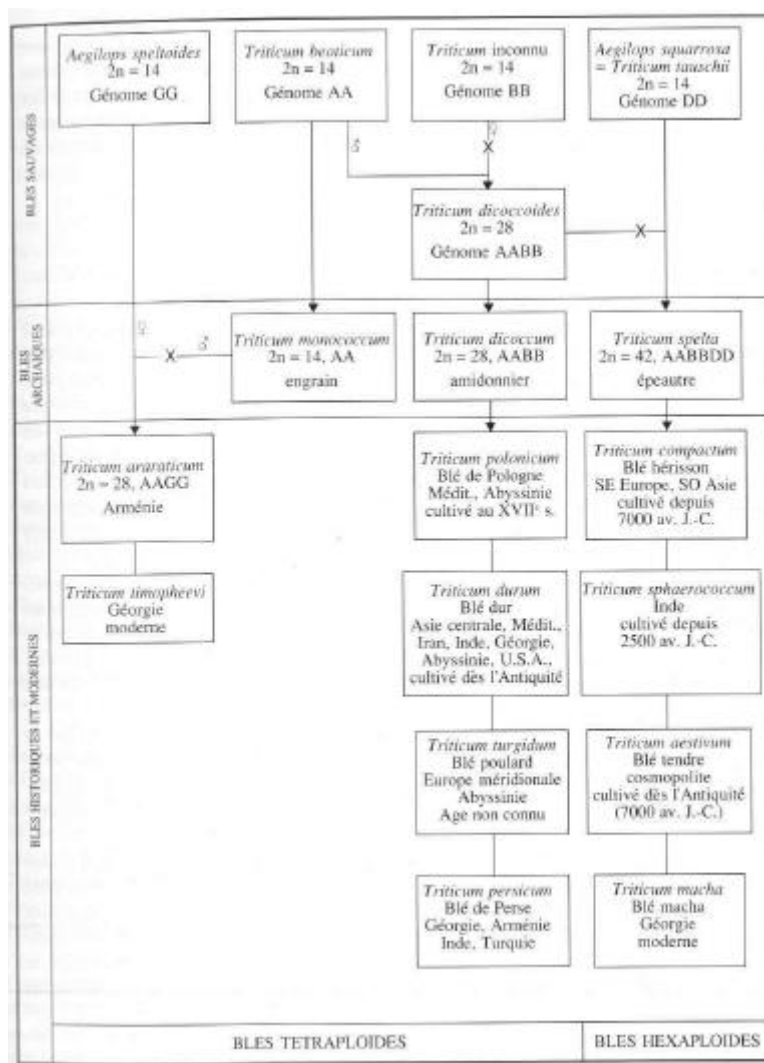 BLES SAUVAGES
Aegilops speltoides
2n = 14
Génome GG
Triticum beoticum
2n = 14
Génome AA
Triticum inconnu
2n = 14
Génome BB
Aegilops squarrosa
= Triticum tauschii
2n = 14
Génome DD
♂
♀
X
Triticum dicoccoides
2n = 28
Génome AABB
X
BLES
ARCHAIQUES
♀
X
♂
Triticum monococcum
2n = 14, AA
engrain
Triticum dicoccum
2n = 28, AABB
amidonnier
Triticum spelta
2n = 42, AABBDD
épeautre
BLES HISTORIQUES ET MODERNES
Triticum araraticum
2n = 28, AAGG
Arménie
Triticum timopheevi
Géorgie
moderne
Triticum polonicum
Blé de Pologne
Médit., Abyssinie
cultivé au XVIIe s.
Triticum durum
Blé dur
Asie centrale, Médit.,
Iran, Inde, Géorgie,
Abyssinie, U.S.A.,
cultivé dès l'Antiquité
Triticum turgidum
Blé poulard
Europe méridionale
Abyssinie
Age non connu
Triticum persicum
Blé de Perse
Géorgie, Arménie
Inde, Turquie
Triticum compactum
Blé hérisson
SE Europe, SO Asie
cultivé depuis
7000 av. J.-C.
Triticum sphaerococcum
Inde
cultivé depuis
2500 av. J.-C.
Triticum aestivum
Blé tendre
cosmopolite
cultivé dès l'Antiquité
(7000 av. J.-C.)
Triticum macha
Blé macha
Géorgie
moderne
BLES TETRAPLOIDES
BLES HEXAPLOIDES